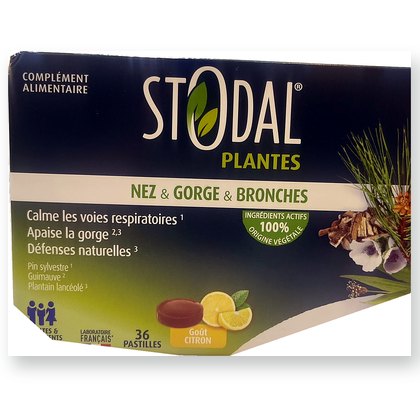 COMPLÉMENT
ALIMENTAIRE
STODAL®
PLANTES
NEZ & GORGE & BRONCHES
Calme les voies respiratoires 1
Apaise la gorge 2,3
Défenses naturelles 3
INGRÉDIENTS ACTIFS
100%
ORIGINE VÉGÉTALE
Pin sylvestre 1
Guimauve 2
Plantain lancéolé 3
LABORATOIRE
FRANÇAIS
36
PASTILLES
Goût
CITRON